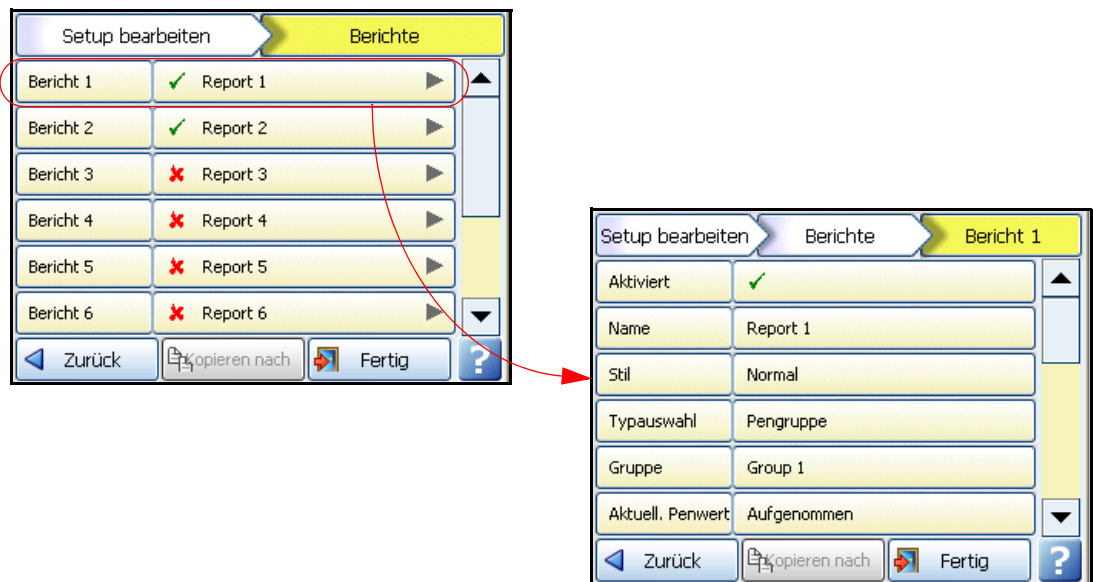 Setup bearbeiten Berichte
Bericht 1 Report 1
Bericht 2 Report 2
Bericht 3 Report 3
Bericht 4 Report 4
Bericht 5 Report 5
Bericht 6 Report 6
Zurück Kopieren nach Fertig ?
Setup bearbeiten Berichte Bericht 1
Aktiviert
Name Report 1
Stil Normal
Typauswahl Pengruppe
Gruppe Group 1
Aktuell. Penwert Aufgenommen
Zurück Kopieren nach Fertig ?